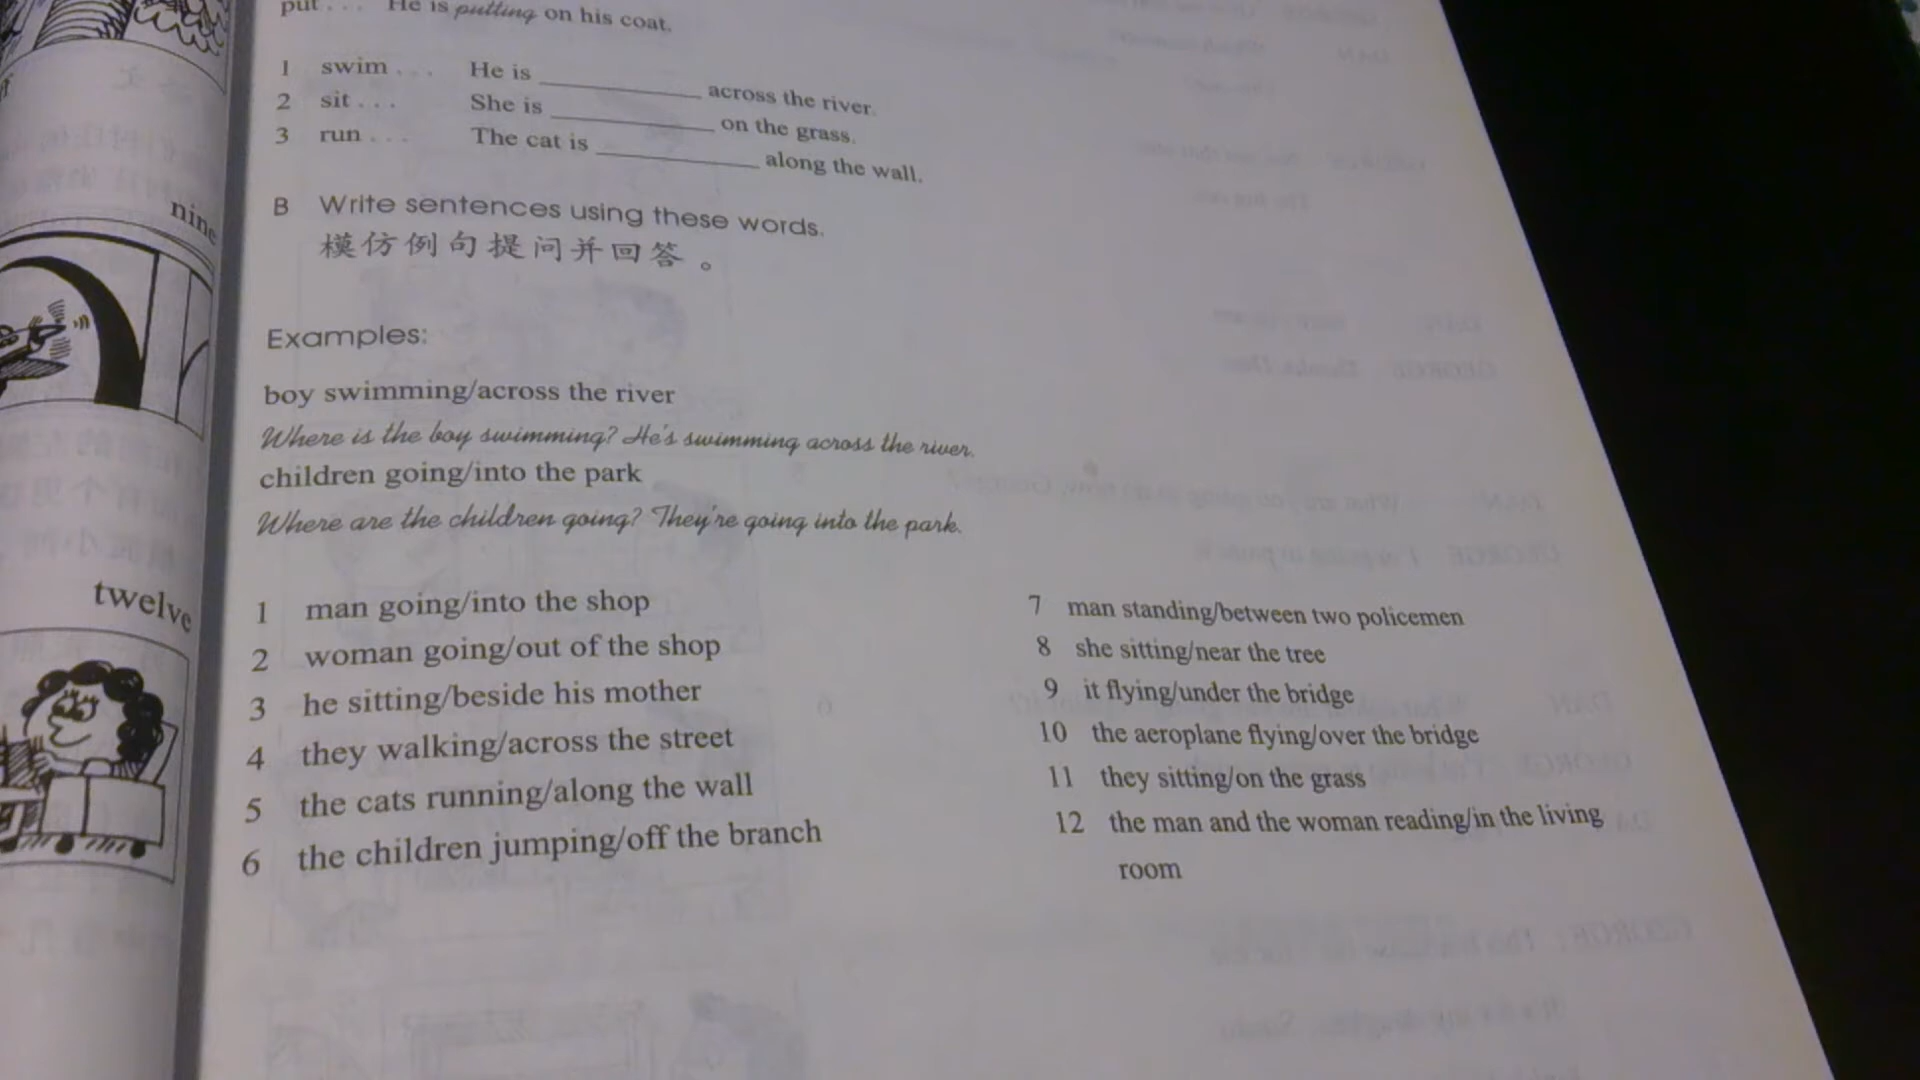 put . . . He is putting on his coat.
1 swim . . . He is ________ across the river.
2 sit . . . She is ________ on the grass.
3 run . . . The cat is ________ along the wall.
B Write sentences using these words.
模仿例句提问并回答。
Examples:
boy swimming/across the river
Where is the boy swimming? He's swimming across the river.
children going/into the park
Where are the children going? They're going into the park.
1 man going/into the shop
2 woman going/out of the shop
3 he sitting/beside his mother
4 they walking/across the street
5 the cats running/along the wall
6 the children jumping/off the branch
7 man standing/between two policemen
8 she sitting/near the tree
9 it flying/under the bridge
10 the aeroplane flying/over the bridge
11 they sitting/on the grass
12 the man and the woman reading/in the living
room
nine
twelve